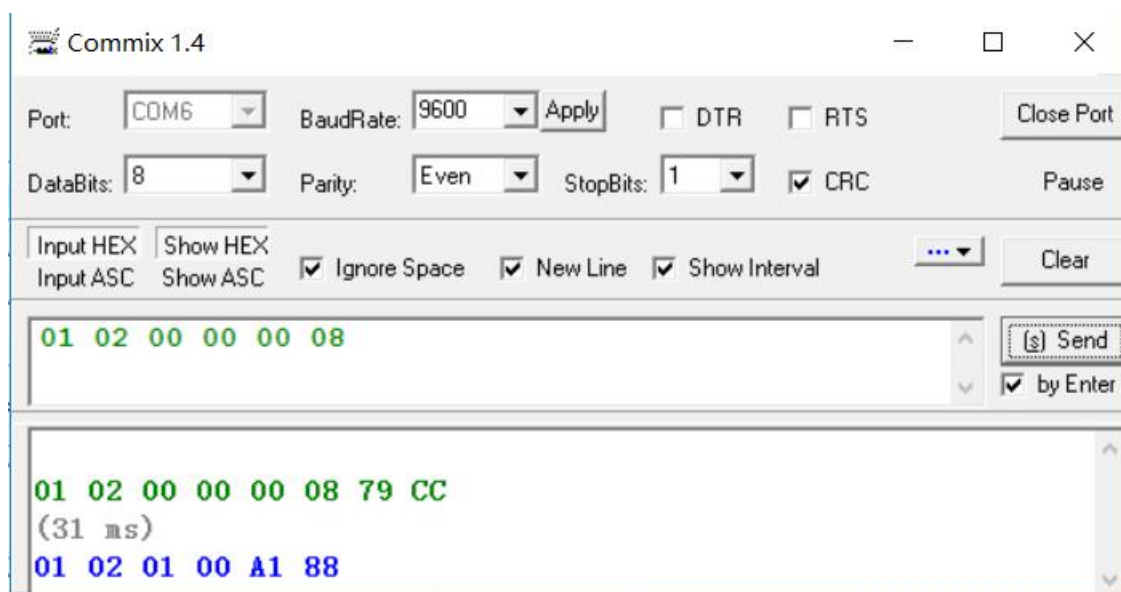 Commix 1.4
Port: COM6 BaudRate: 9600 Apply DTR RTS Close Port
DataBits: 8 Parity: Even StopBits: 1 CRC Pause
Input HEX Show HEX
Input ASC Show ASC Ignore Space New Line Show Interval ... Clear
01 02 00 00 00 08 (s) Send
by Enter
01 02 00 00 00 08 79 CC
(31 ms)
01 02 01 00 A1 88